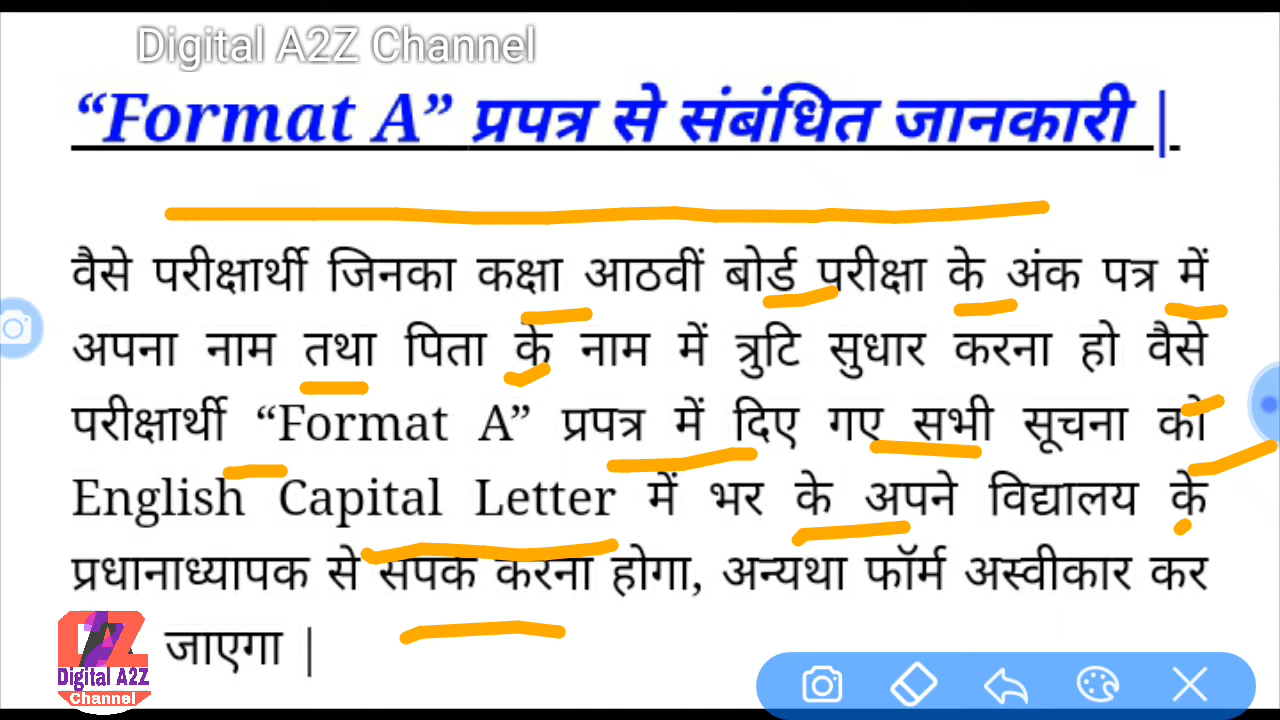 Digital A2Z Channel
“Format A” प्रपत्र से संबंधित जानकारी |
वैसे परीक्षार्थी जिनका कक्षा आठवीं बोर्ड परीक्षा के अंक पत्र में
अपना नाम तथा पिता के नाम में त्रुटि सुधार करना हो वैसे
परीक्षार्थी “Format A” प्रपत्र में दिए गए सभी सूचना को
English Capital Letter में भर के अपने विद्यालय के
प्रधानाध्यापक से संपर्क करना होगा, अन्यथा फॉर्म अस्वीकार कर
जाएगा |
A2Z
Digital A2Z
Channel